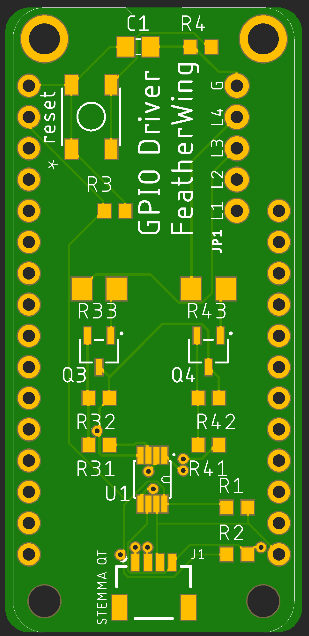 C1
R4
reset
*
GPIO Driver
FeatherWing
G
L4
L3
L2
L1
JP1
R3
R33
R43
Q3
Q4
R32
R42
R31
R41
U1
R1
R2
J1
STEMMA QT